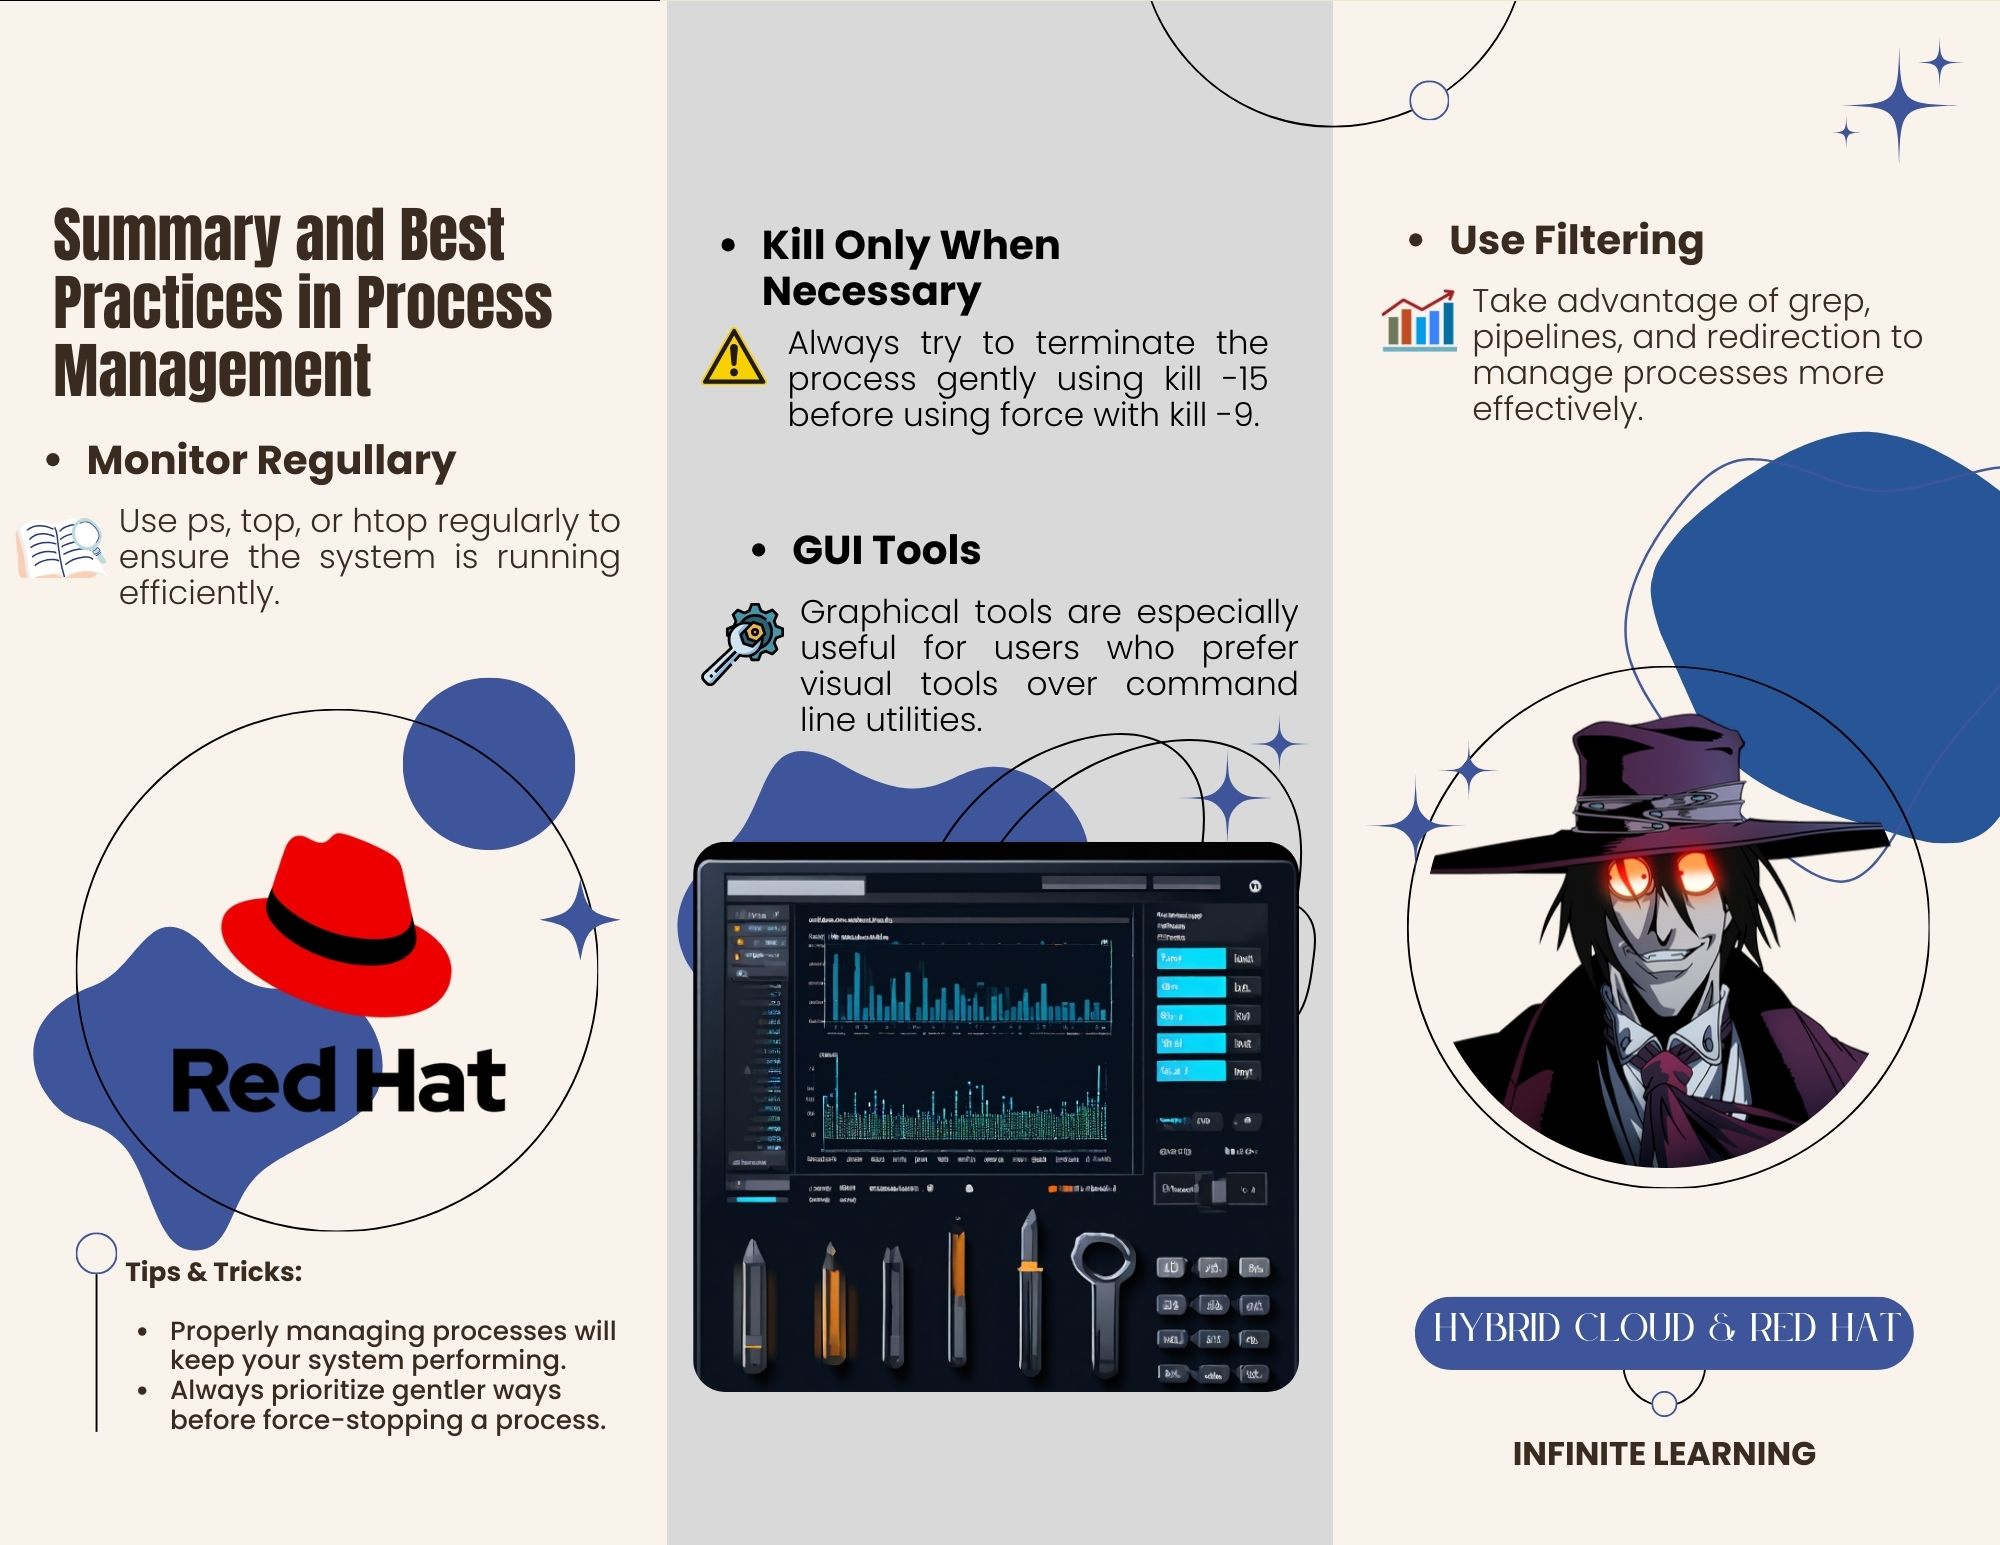 Summary and Best
Practices in Process
Management
• Monitor Regullary
Use ps, top, or htop regularly to
ensure the system is running
efficiently.
Red Hat
Tips & Tricks:
• Properly managing processes will
keep your system performing.
• Always prioritize gentler ways
before force-stopping a process.
• Kill Only When
Necessary
Always try to terminate the
process gently using kill -15
before using force with kill -9.
• GUI Tools
Graphical tools are especially
useful for users who prefer
visual tools over command
line utilities.
• Use Filtering
Take advantage of grep,
pipelines, and redirection to
manage processes more
effectively.
HYBRID CLOUD & RED HAT
INFINITE LEARNING